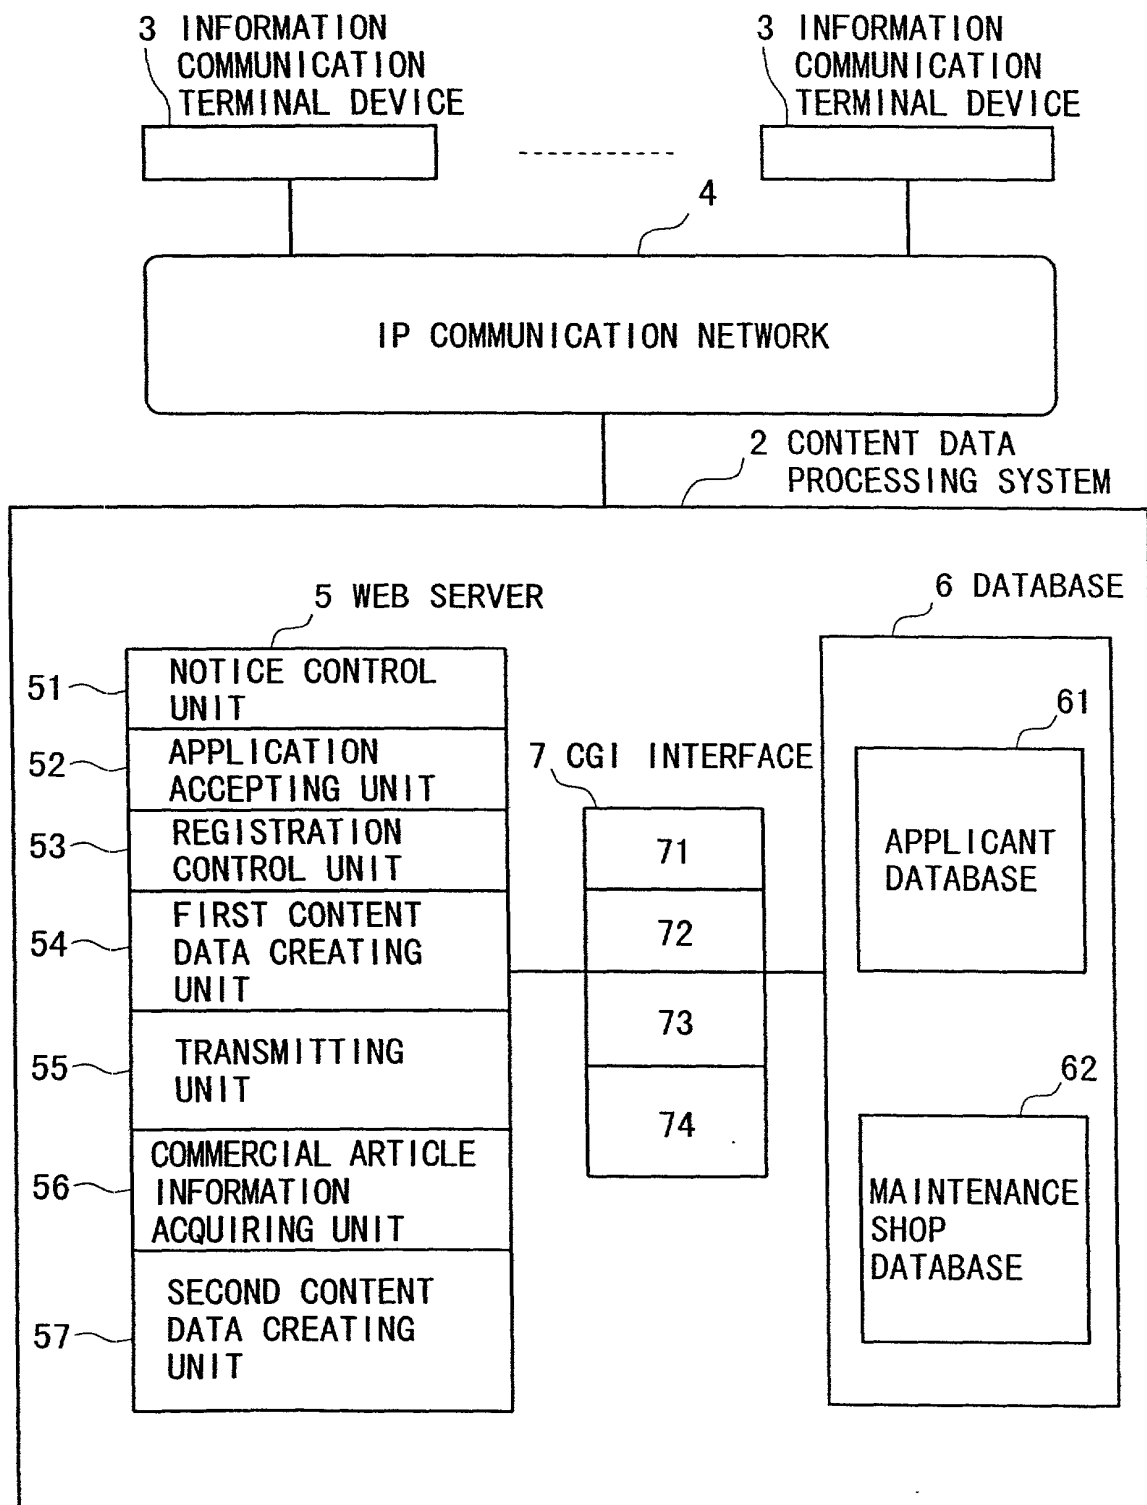 3 INFORMATION
COMMUNICATION
TERMINAL DEVICE
3 INFORMATION
COMMUNICATION
TERMINAL DEVICE
4
IP COMMUNICATION NETWORK
2 CONTENT DATA
PROCESSING SYSTEM
5 WEB SERVER
51
NOTICE CONTROL
UNIT
52
APPLICATION
ACCEPTING UNIT
53
REGISTRATION
CONTROL UNIT
54
FIRST CONTENT
DATA CREATING
UNIT
55
TRANSMITTING
UNIT
56
COMMERCIAL ARTICLE
INFORMATION
ACQUIRING UNIT
57
SECOND CONTENT
DATA CREATING
UNIT
7 CGI INTERFACE
71
72
73
74
6 DATABASE
61
APPLICANT
DATABASE
62
MAINTENANCE
SHOP
DATABASE